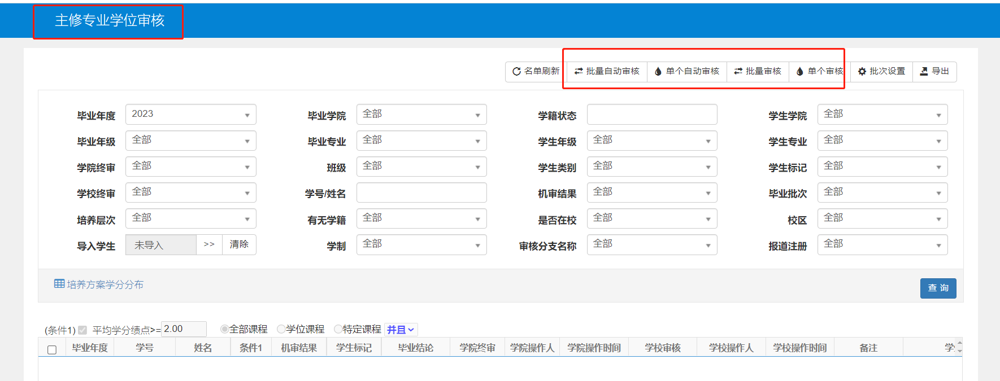 主修专业学位审核
名单刷新 批量自动审核 单个自动审核 批量审核 单个审核 批次设置 导出
毕业年度 2023 毕业学院 全部 学籍状态 学生学院 全部
毕业年级 全部 毕业专业 全部 学生年级 全部 学生专业 全部
学院终审 全部 班级 全部 学生类别 全部 学生标记 全部
学校终审 全部 学号/姓名 机审结果 全部 毕业批次 全部
培养层次 全部 有无学籍 全部 是否在校 全部 校区 全部
导入学生 未导入 >> 清除 学制 全部 审核分支名称 全部 报道注册 全部
培养方案学分分布 查 询
(条件1) 平均学分绩点>= 2.00 全部课程 学位课程 特定课程 并且
毕业年度 学号 姓名 条件1 机审结果 学生标记 毕业结论 学院终审 学院操作人 学院操作时间 学校审核 学校操作人 学校操作时间 备注